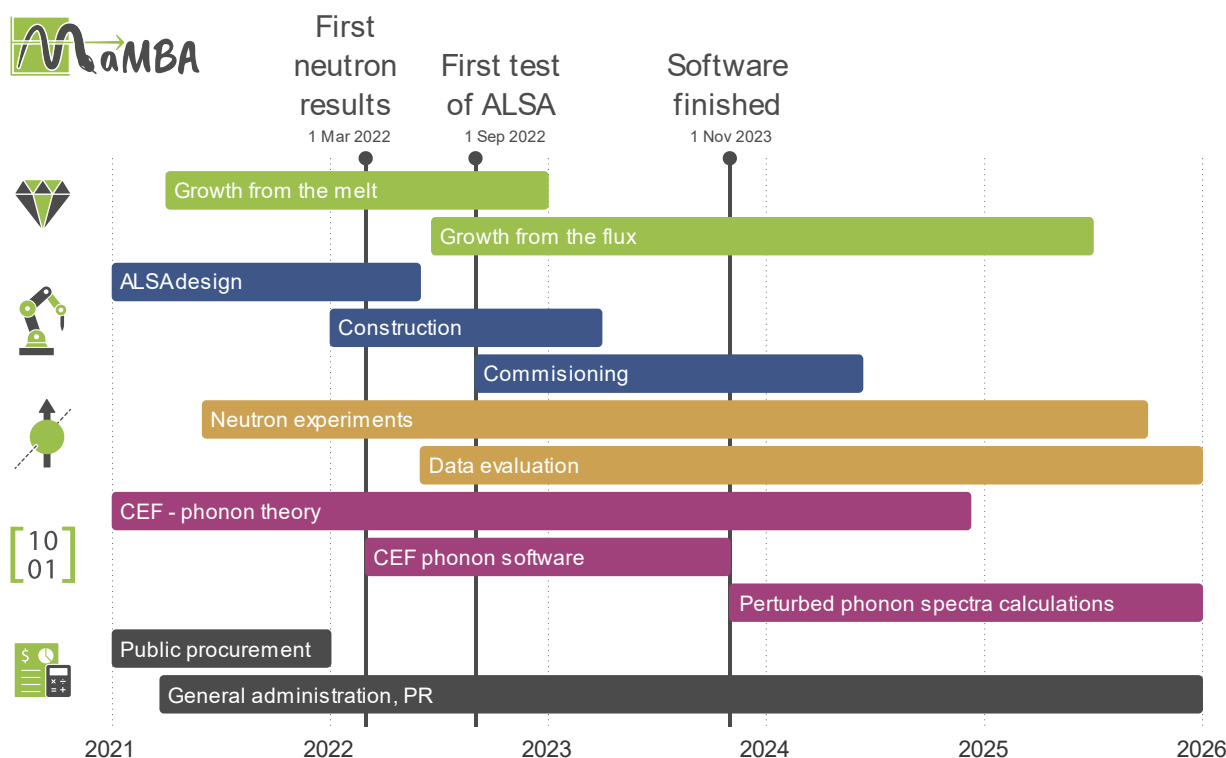 MaMBA
First
neutron
results
1 Mar 2022
First test
of ALSA
1 Sep 2022
Software
finished
1 Nov 2023
Growth from the melt
Growth from the flux
ALSA design
Construction
Commisioning
Neutron experiments
Data evaluation
CEF - phonon theory
10
01
CEF phonon software
Perturbed phonon spectra calculations
Public procurement
$
× ÷
= +
General administration, PR
2021 2022 2023 2024 2025 2026